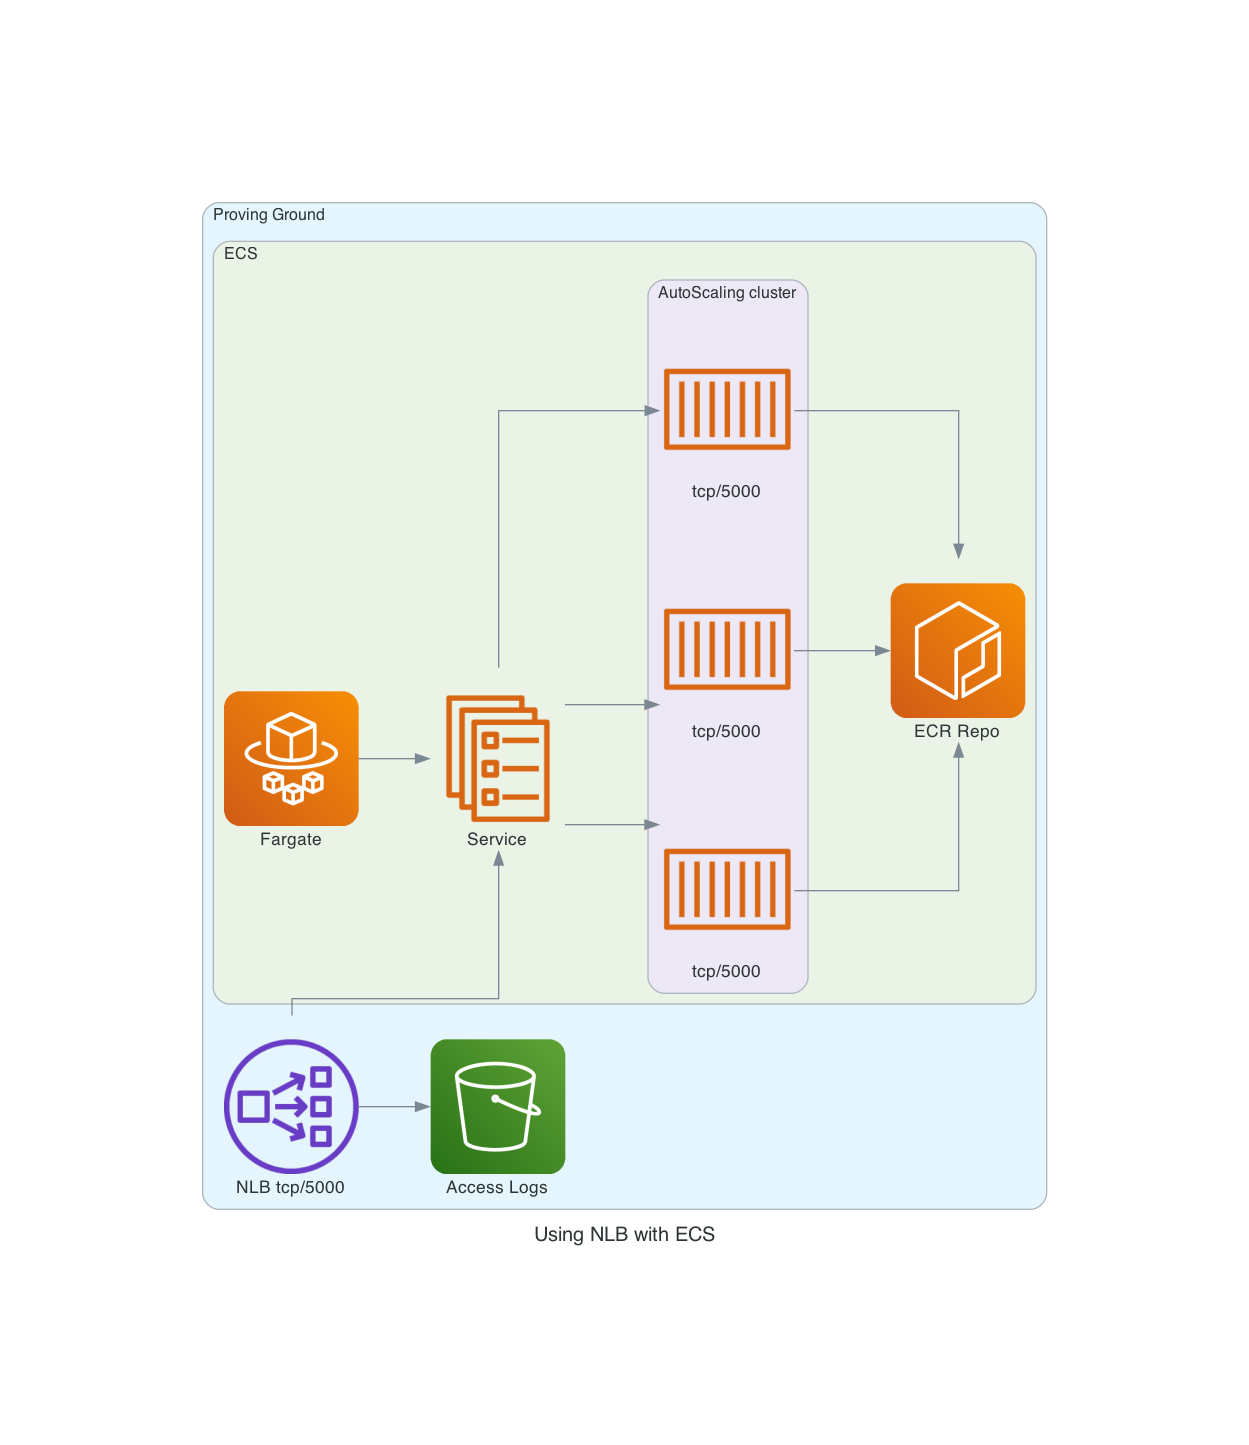 Proving Ground
ECS
AutoScaling cluster
tcp/5000
tcp/5000
ECR Repo
Fargate
Service
tcp/5000
NLB tcp/5000
Access Logs
Using NLB with ECS